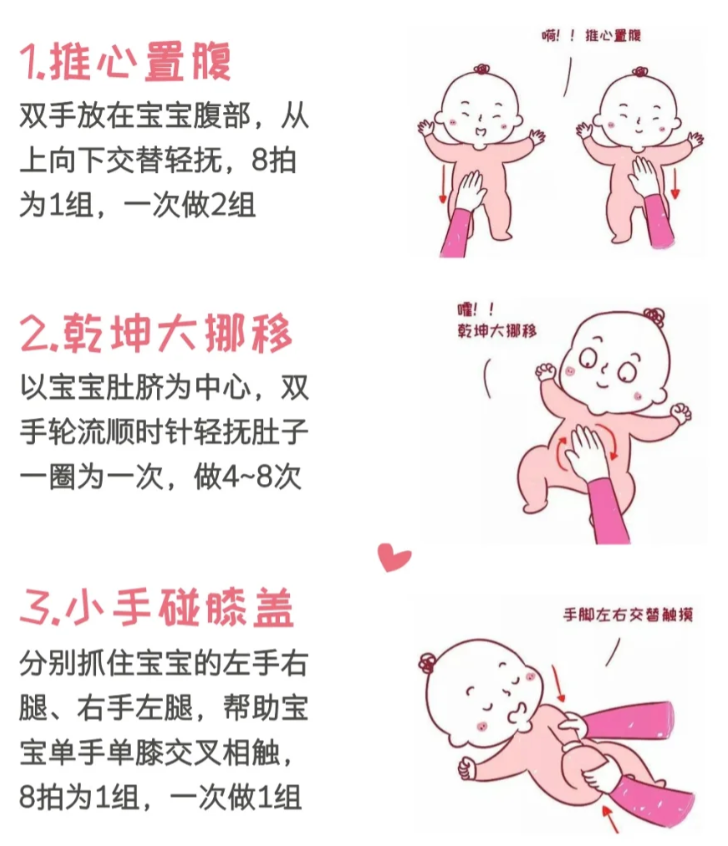 1.推心置腹
双手放在宝宝腹部，从
上向下交替轻抚，8拍
为1组，一次做2组
啊！！推心置腹
2.乾坤大挪移
以宝宝肚脐为中心，双
手轮流顺时针轻抚肚子
一圈为一次，做4~8次
嚯！！
乾坤大挪移
3.小手碰膝盖
分别抓住宝宝的左手右
腿、右手左腿，帮助宝
宝单手单膝交叉相触，
8拍为1组，一次做1组
手脚左右交替触摸